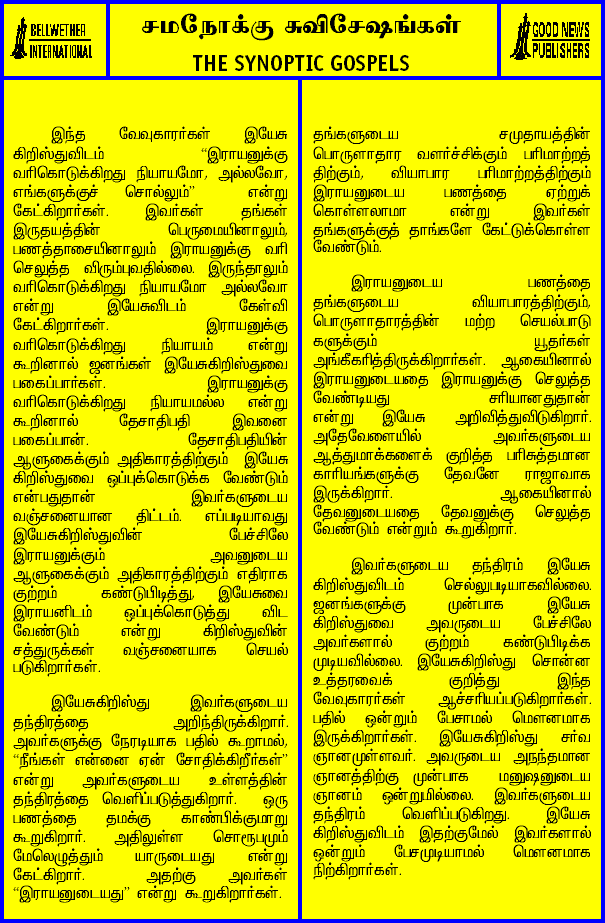 BELLWETHER
INTERNATIONAL
சமநோக்கு சுவிசேஷங்கள்
THE SYNOPTIC GOSPELS
GOOD NEWS
PUBLISHERS
இந்த வேவுகாரர்கள் இயேசு
கிறிஸ்துவிடம் “இராயனுக்கு
வரிகொடுக்கிறது நியாயமோ, அல்லவோ,
எங்களுக்குச் சொல்லும்” என்று
கேட்கிறார்கள். இவர்கள் தங்கள்
இருதயத்தின் பெருமையினாலும்,
பணத்தாசையினாலும் இராயனுக்கு வரி
செலுத்த விரும்புவதில்லை. இருந்தாலும்
வரிகொடுக்கிறது நியாயமோ அல்லவோ
என்று இயேசுவிடம் கேள்வி
கேட்கிறார்கள். இராயனுக்கு
வரிகொடுக்கிறது நியாயம் என்று
கூறினால் ஜனங்கள் இயேசுகிறிஸ்துவை
பகைப்பார்கள். இராயனுக்கு
வரிகொடுக்கிறது நியாயமல்ல என்று
கூறினால் தேசாதிபதி இவனை
பகைப்பான். தேசாதிபதியின்
ஆளுகைக்கும் அதிகாரத்திற்கும் இயேசு
கிறிஸ்துவை ஒப்புக்கொடுக்க வேண்டும்
என்பதுதான் இவர்களுடைய
வஞ்சனையான திட்டம். எப்படியாவது
இயேசுகிறிஸ்துவின் பேச்சிலே
இராயனுக்கும் அவனுடைய
ஆளுகைக்கும் அதிகாரத்திற்கும் எதிராக
குற்றம் கண்டுபிடித்து, இயேசுவை
இராயனிடம் ஒப்புக்கொடுத்து விட
வேண்டும் என்று கிறிஸ்துவின்
சத்துருக்கள் வஞ்சனையாக செயல்
படுகிறார்கள்.
இயேசுகிறிஸ்து இவர்களுடைய
தந்திரத்தை அறிந்திருக்கிறார்.
அவர்களுக்கு நேரடியாக பதில் கூறாமல்,
“நீங்கள் என்னை ஏன் சோதிக்கிறீர்கள்”
என்று அவர்களுடைய உள்ளத்தின்
தந்திரத்தை வெளிப்படுத்துகிறார். ஒரு
பணத்தை தமக்கு காண்பிக்குமாறு
கூறுகிறார். அதிலுள்ள சொரூபமும்
மேலெழுத்தும் யாருடையது என்று
கேட்கிறார். அதற்கு அவர்கள்
“இராயனுடையது” என்று கூறுகிறார்கள்.
தங்களுடைய சமுதாயத்தின்
பொருளாதார வளர்ச்சிக்கும் பரிமாற்றத்
திற்கும், வியாபார பரிமாற்றத்திற்கும்
இராயனுடைய பணத்தை ஏற்றுக்
கொள்ளலாமா என்று இவர்கள்
தங்களுக்குத் தாங்களே கேட்டுக்கொள்ள
வேண்டும்.
இராயனுடைய பணத்தை
தங்களுடைய வியாபாரத்திற்கும்,
பொருளாதாரத்தின் மற்ற செயல்பாடு
களுக்கும் யூதர்கள்
அங்கீகரித்திருக்கிறார்கள். ஆகையினால்
இராயனுடையதை இராயனுக்கு செலுத்த
வேண்டியது சரியானதுதான்
என்று இயேசு அறிவித்துவிடுகிறார்.
அதேவேளையில் அவர்களுடைய
ஆத்துமாக்களைக் குறித்த பரிசுத்தமான
காரியங்களுக்கு தேவனே ராஜாவாக
இருக்கிறார். ஆகையினால்
தேவனுடையதை தேவனுக்கு செலுத்த
வேண்டும் என்றும் கூறுகிறார்.
இவர்களுடைய தந்திரம் இயேசு
கிறிஸ்துவிடம் செல்லுபடியாகவில்லை.
ஜனங்களுக்கு முன்பாக இயேசு
கிறிஸ்துவை அவருடைய பேச்சிலே
அவர்களால் குற்றம் கண்டுபிடிக்க
முடியவில்லை. இயேசுகிறிஸ்து சொன்ன
உத்தரவைக் குறித்து இந்த
வேவுகாரர்கள் ஆச்சரியப்படுகிறார்கள்.
பதில் ஒன்றும் பேசாமல் மௌனமாக
இருக்கிறார்கள். இயேசுகிறிஸ்து சர்வ
ஞானமுள்ளவர். அவருடைய அநந்தமான
ஞானத்திற்கு முன்பாக மனுஷனுடைய
ஞானம் ஒன்றுமில்லை. இவர்களுடைய
தந்திரம் வெளிப்படுகிறது. இயேசு
கிறிஸ்துவிடம் இதற்குமேல் இவர்களால்
ஒன்றும் பேசமுடியாமல் மௌனமாக
நிற்கிறார்கள்.